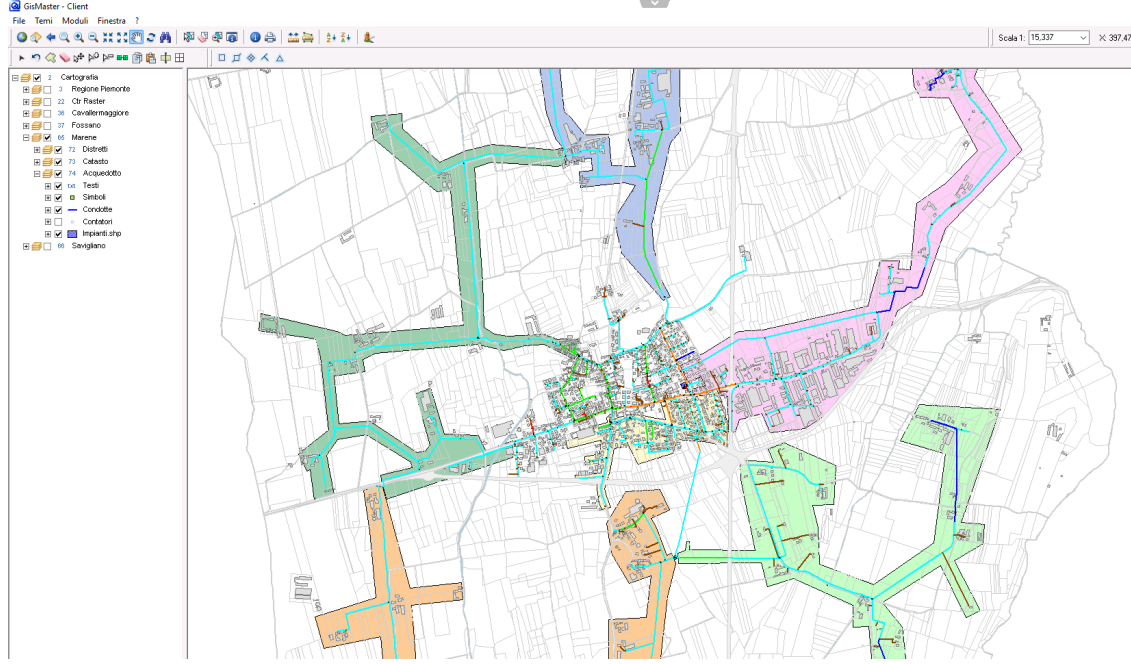 GisMaster - Client
File Temi Moduli Finestra ?
Scala 1: 15,337 X: 397,47
2 Cartografia
3 Regione Piemonte
22 Ctr Raster
36 Cavallermaggiore
37 Fossano
65 Marene
72 Distretti
73 Catasto
74 Acquedotto
txt Testi
Simboli
Condotte
Contatori
Impianti.shp
66 Savigliano